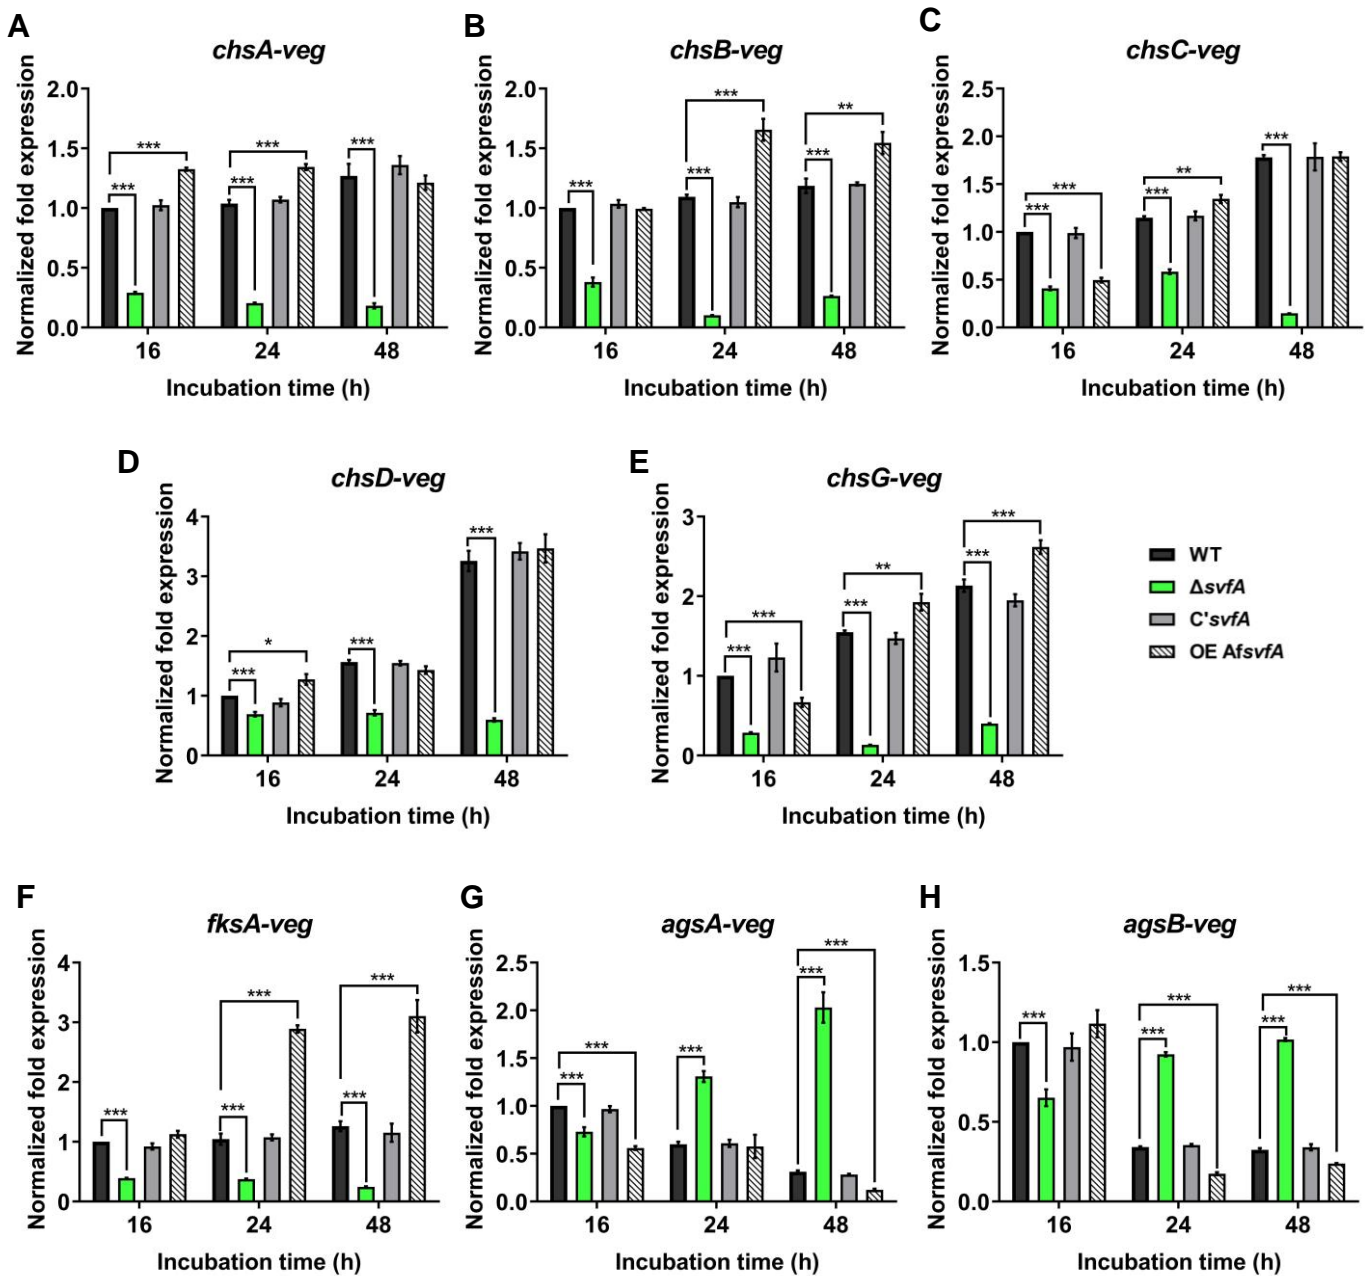 A
chsA-veg
Normalized fold expression
2.0
1.5
1.0
0.5
0.0
***
***
***
***
***
16 24 48
Incubation time (h)
B
chsB-veg
Normalized fold expression
2.0
1.5
1.0
0.5
0.0
***
***
***
**
***
16 24 48
Incubation time (h)
C
chsC-veg
Normalized fold expression
2.5
2.0
1.5
1.0
0.5
0.0
***
***
**
***
***
16 24 48
Incubation time (h)
D
chsD-veg
Normalized fold expression
4
3
2
1
0
*
***
***
***
16 24 48
Incubation time (h)
E
chsG-veg
Normalized fold expression
3
2
1
0
***
***
**
***
***
***
16 24 48
Incubation time (h)
WT
ΔsvfA
C'svfA
OE AfsvfA
F
fksA-veg
Normalized fold expression
4
3
2
1
0
***
***
***
***
***
16 24 48
Incubation time (h)
G
agsA-veg
Normalized fold expression
2.5
2.0
1.5
1.0
0.5
0.0
***
***
***
***
***
16 24 48
Incubation time (h)
H
agsB-veg
Normalized fold expression
1.5
1.0
0.5
0.0
***
***
***
***
***
16 24 48
Incubation time (h)